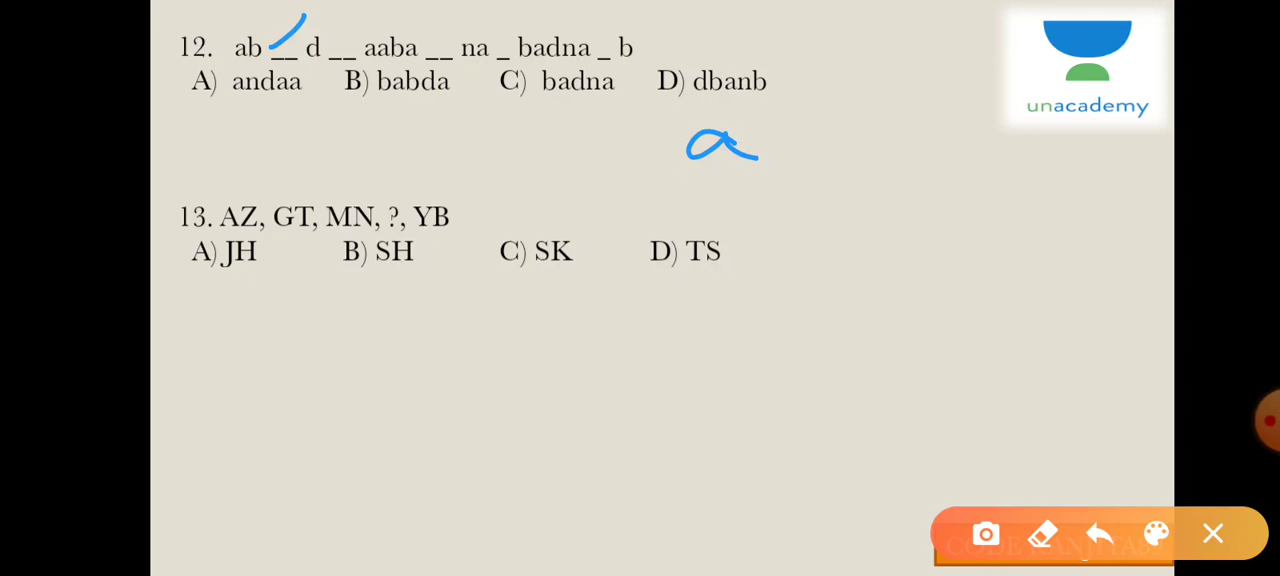 12. ab __ d __ aaba __ na _ badna _ b
A) andaa B) babda C) badna D) dbanb
unacademy
a
13. AZ, GT, MN, ?, YB
A) JH B) SH C) SK D) TS